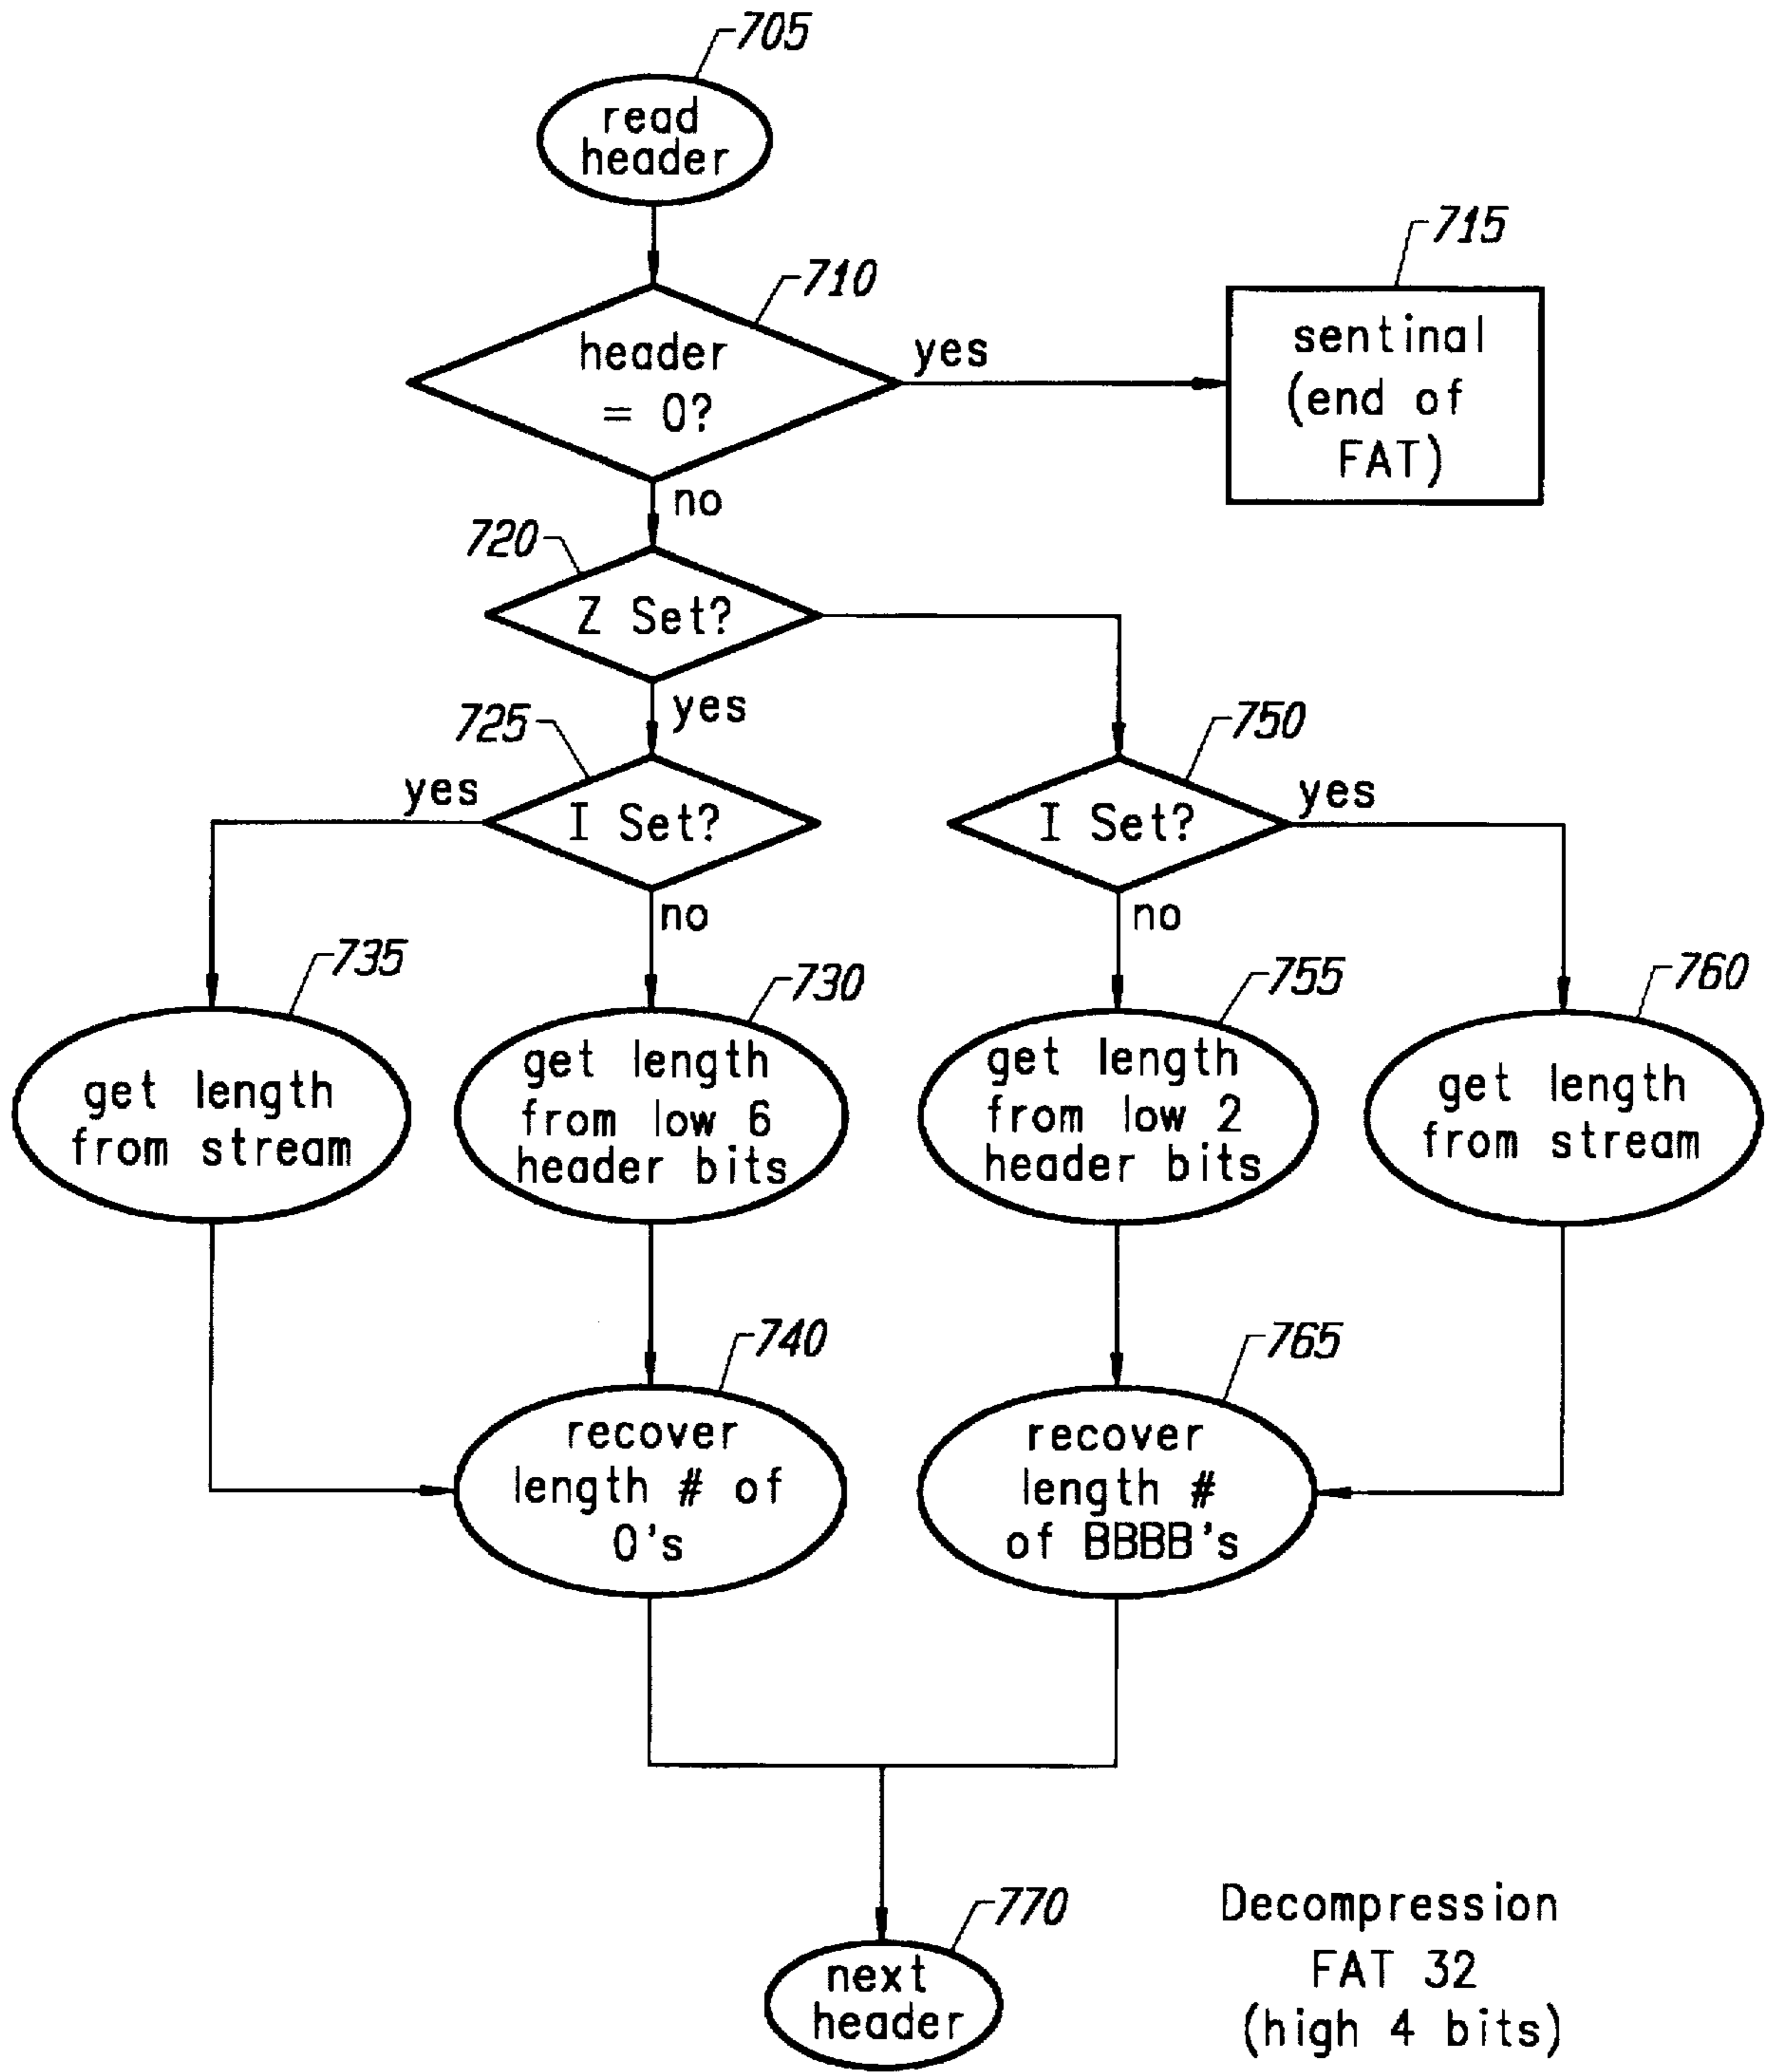 705
read
header
715
710
header
= 0?
yes
sentinal
(end of
FAT)
no
720
Z Set?
yes
725
750
yes
I Set?
I Set?
yes
no
no
735
730
755
760
get length
from stream
get length
from low 6
header bits
get length
from low 2
header bits
get length
from stream
740
765
recover
length # of
0's
recover
length #
of BBBB's
770
next
header
Decompression
FAT 32
(high 4 bits)